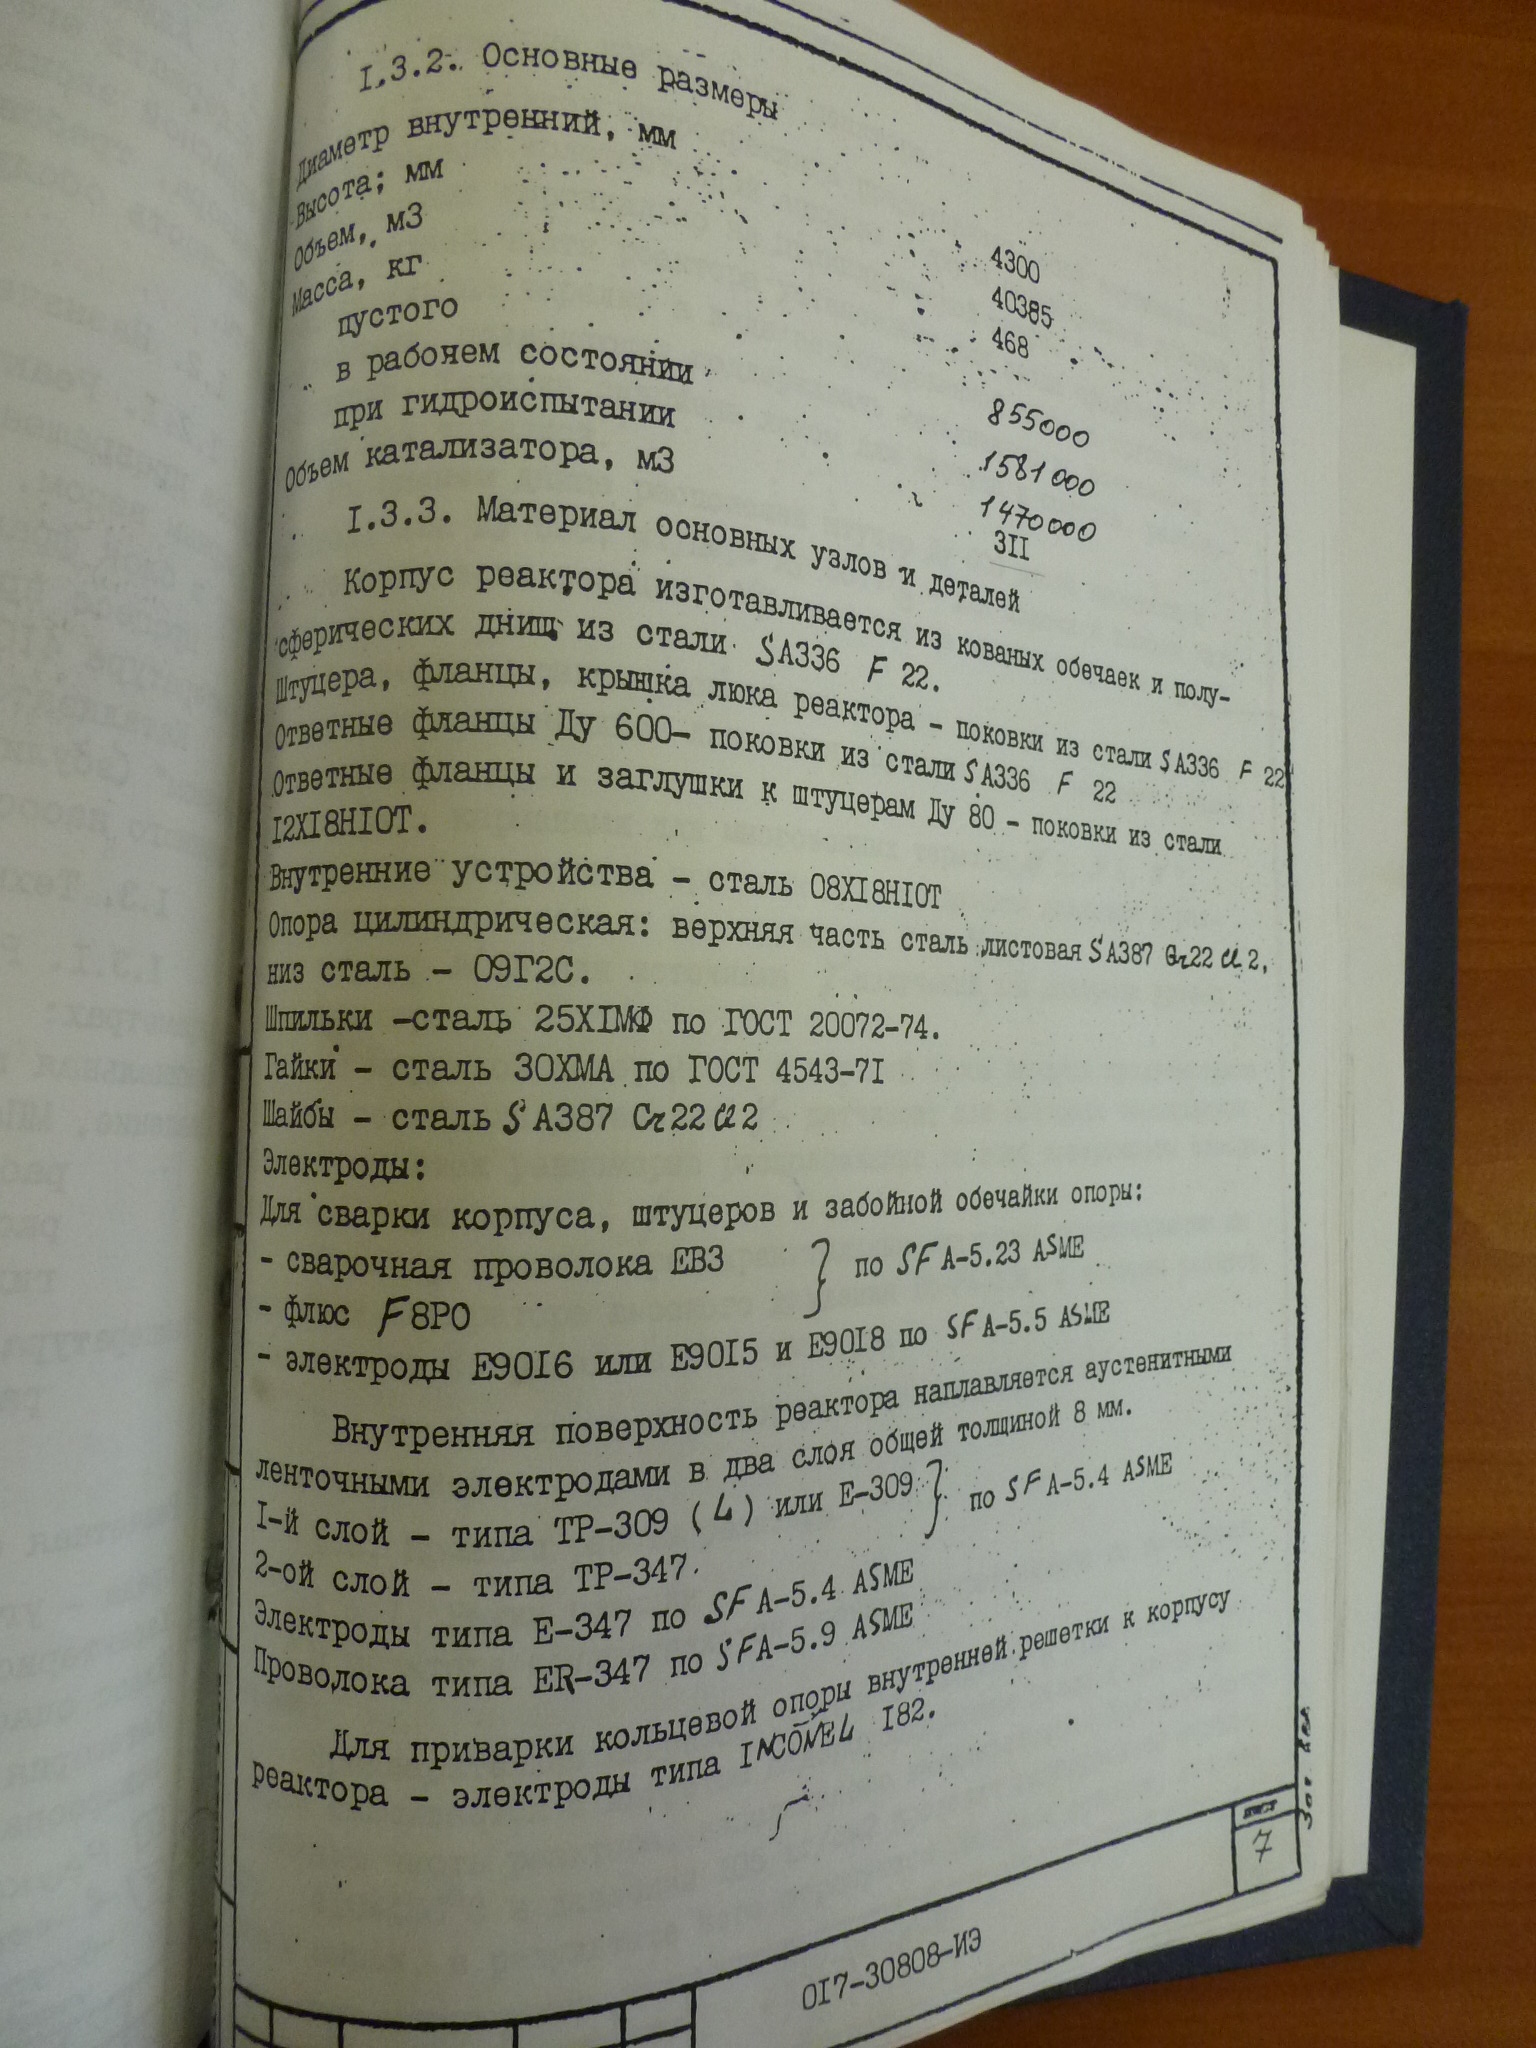 I.3.2. Основные размеры
Диаметр внутренний, мм 4300
Высота; мм 40385
Объем, м3 468
Масса, кг
пустого 855000
в рабочем состоянии 1581000
при гидроиспытании 1470000
Объем катализатора, м3 3II
I.3.3. Материал основных узлов и деталей
Корпус реактора изготавливается из кованых обечаек и полу-
сферических днищ из стали SA336 F 22.
Штуцера, фланцы, крышка люка реактора - поковки из стали SA336 F 22
Ответные фланцы Ду 600- поковки из стали SA336 F 22
Ответные фланцы и заглушки к штуцерам Ду 80 - поковки из стали
I2XI8HIOT.
Внутренние устройства - сталь 08XI8HIOT
Опора цилиндрическая: верхняя часть сталь листовая SA387 Gr22 Cl 2,
низ сталь - 09Г2С.
Шпильки -сталь 25XIMФ по ГОСТ 20072-74.
Гайки - сталь 30ХМА по ГОСТ 4543-7I
Шайбы - сталь SA387 Gr22 Cl 2
Электроды:
Для сварки корпуса, штуцеров и забойной обечайки опоры:
- сварочная проволока EB3 } по SFA-5.23 ASME
- флюс F8PO
- электроды E90I6 или E90I5 и E90I8 по SFA-5.5 ASME
Внутренняя поверхность реактора наплавляется аустенитными
ленточными электродами в два слоя общей толщиной 8 мм.
I-й слой - типа TP-309 (L) или E-309 } по SFA-5.4 ASME
2-ой слой - типа TP-347.
Электроды типа E-347 по SFA-5.4 ASME
Проволока типа ER-347 по SFA-5.9 ASME
Для приварки кольцевой опоры внутренней решетки к корпусу
реактора - электроды типа INCONEL I82.
7
0I7-30808-ИЭ